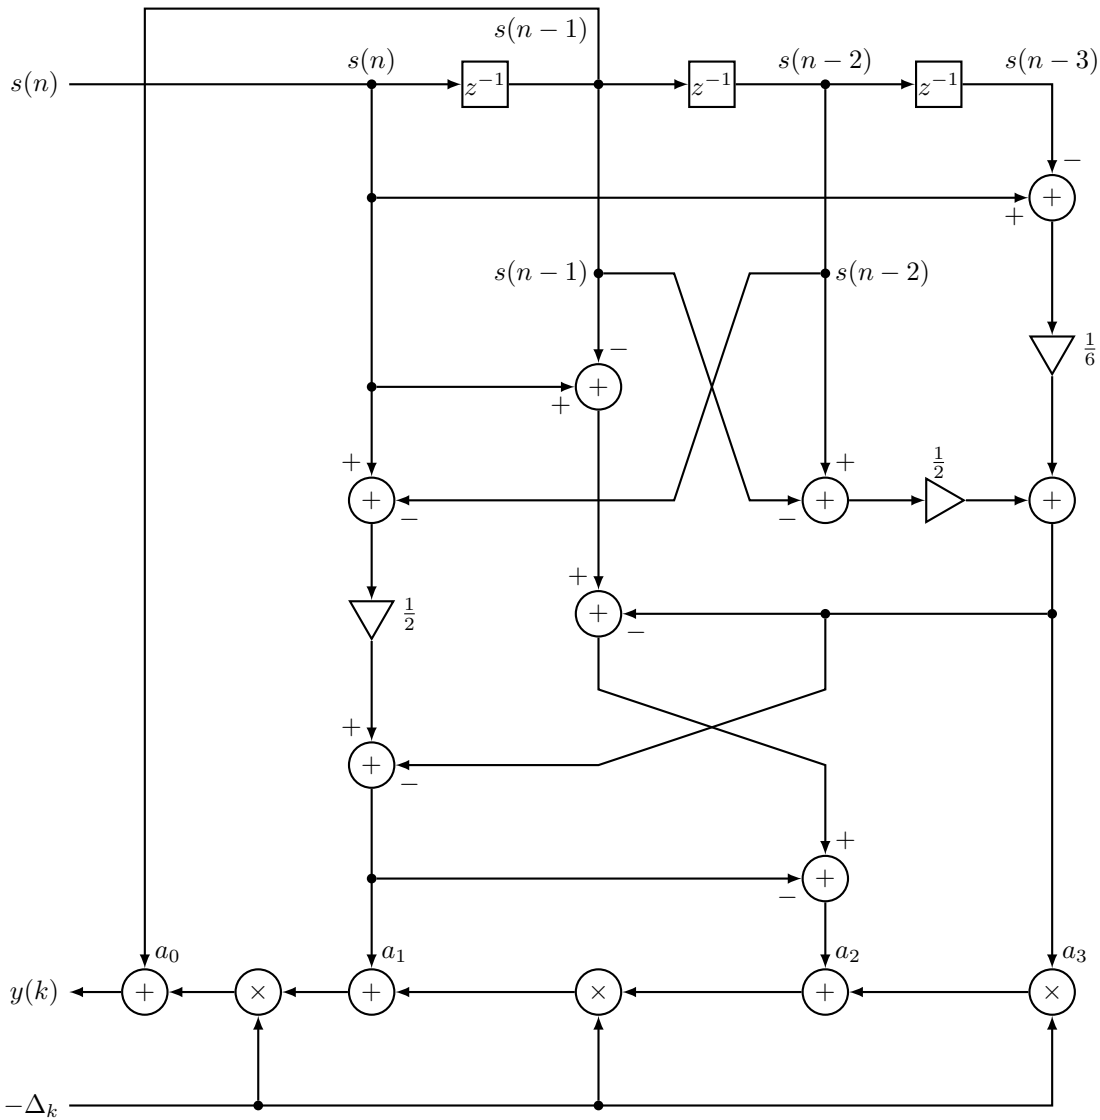 s(n − 1)
s(n) s(n) z⁻¹ z⁻¹ s(n − 2) z⁻¹ s(n − 3)
−
+
+
s(n − 1) s(n − 2)
− 1/6
+
+
1/2
+ +
+ + +
− −
+
+ 1/2
−
+
+
−
+
+
−
a₀ a₁ a₂ a₃
y(k) + × + × + ×
−Δₖ